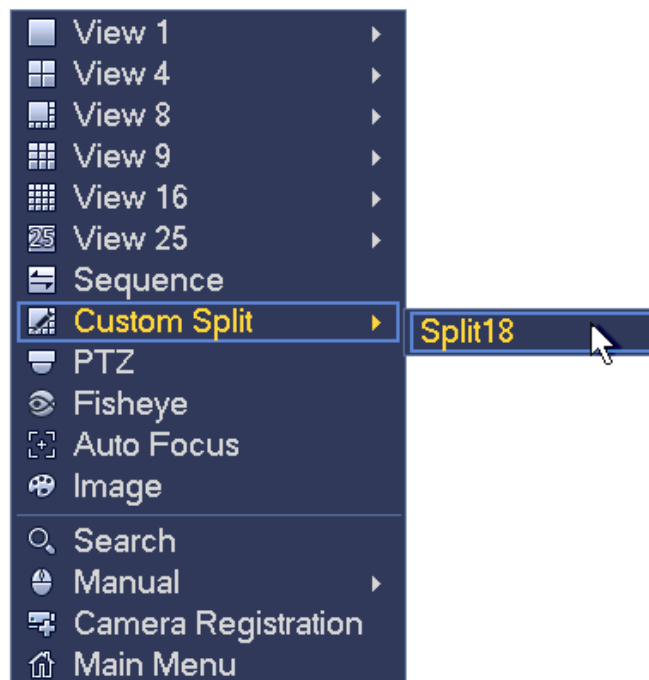 View 1
View 4
View 8
View 9
View 16
25 View 25
Sequence
Custom Split
Split18
PTZ
Fisheye
Auto Focus
Image
Search
Manual
Camera Registration
Main Menu